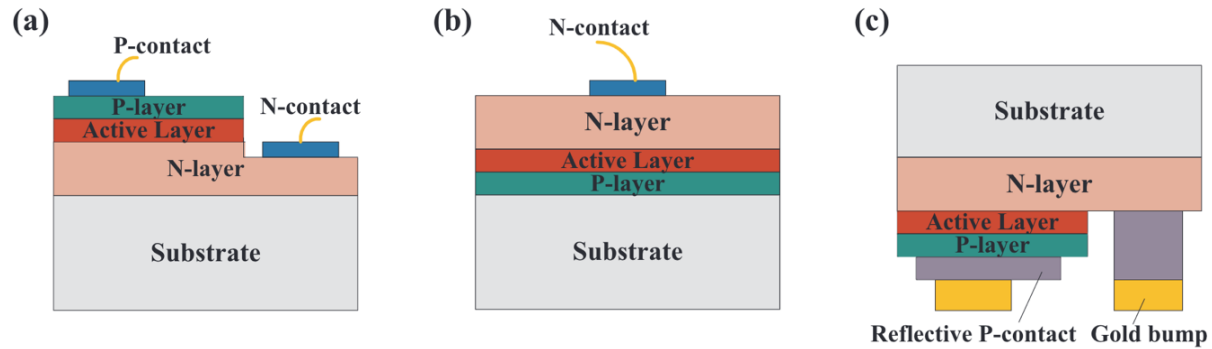 (a)
P-contact
N-contact
P-layer
Active Layer
N-layer
Substrate
(b)
N-contact
N-layer
Active Layer
P-layer
Substrate
(c)
Substrate
N-layer
Active Layer
P-layer
Reflective P-contact
Gold bump